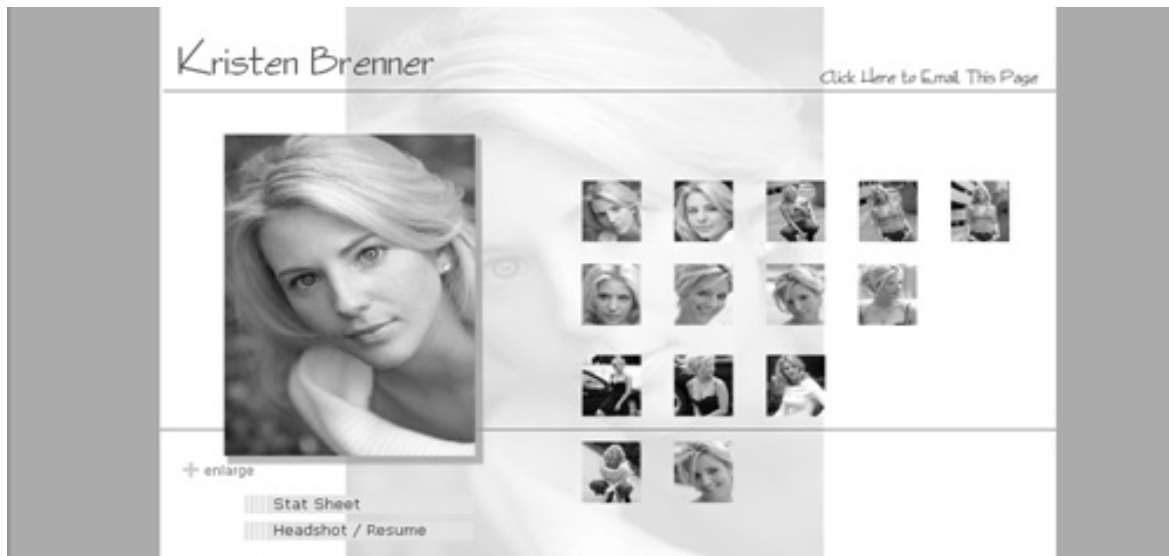 Kristen Brenner
Click Here to Email This Page
enlarge
Stat Sheet
Headshot / Resume